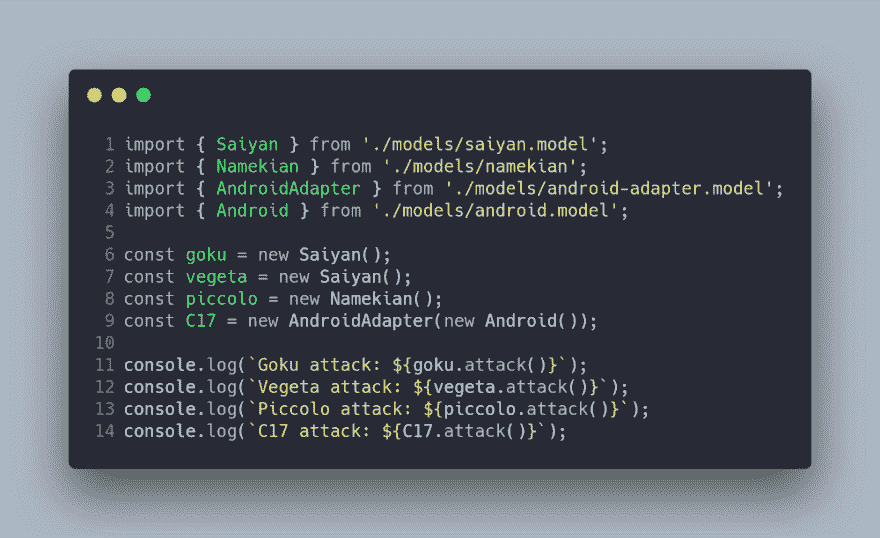 1 import { Saiyan } from './models/saiyan.model';
2 import { Namekian } from './models/namekian';
3 import { AndroidAdapter } from './models/android-adapter.model';
4 import { Android } from './models/android.model';
5
6 const goku = new Saiyan();
7 const vegeta = new Saiyan();
8 const piccolo = new Namekian();
9 const C17 = new AndroidAdapter(new Android());
10
11 console.log(`Goku attack: ${goku.attack()}`);
12 console.log(`Vegeta attack: ${vegeta.attack()}`);
13 console.log(`Piccolo attack: ${piccolo.attack()}`);
14 console.log(`C17 attack: ${C17.attack()}`);